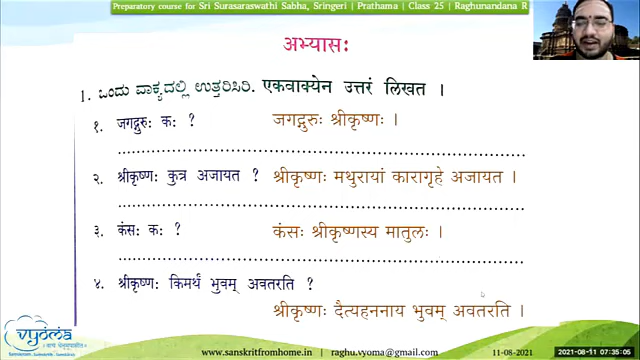 Preparatory course for Sri Surasaraswathi Sabha, Sringeri | Prathama | Class 25 | Raghunandana R
अभ्यासः
1. ಒಂದು ವಾಕ್ಯದಲ್ಲಿ ಉತ್ತರಿಸಿರಿ. एकवाक्येन उत्तरं लिखत ।
१. जगद्गुरुः कः ? जगद्गुरुः श्रीकृष्णः ।
२. श्रीकृष्णः कुत्र अजायत ? श्रीकृष्णः मथुरायां कारागृहे अजायत ।
३. कंसः कः ? कंसः श्रीकृष्णस्य मातुलः ।
४. श्रीकृष्णः किमर्थं भुवम् अवतरति ?
श्रीकृष्णः दैत्यहननाय भुवम् अवतरति ।
vyoma
www.sanskritfromhome.in | raghu.vyoma@gmail.com 11-08-2021
2021-08-11 07:35:05